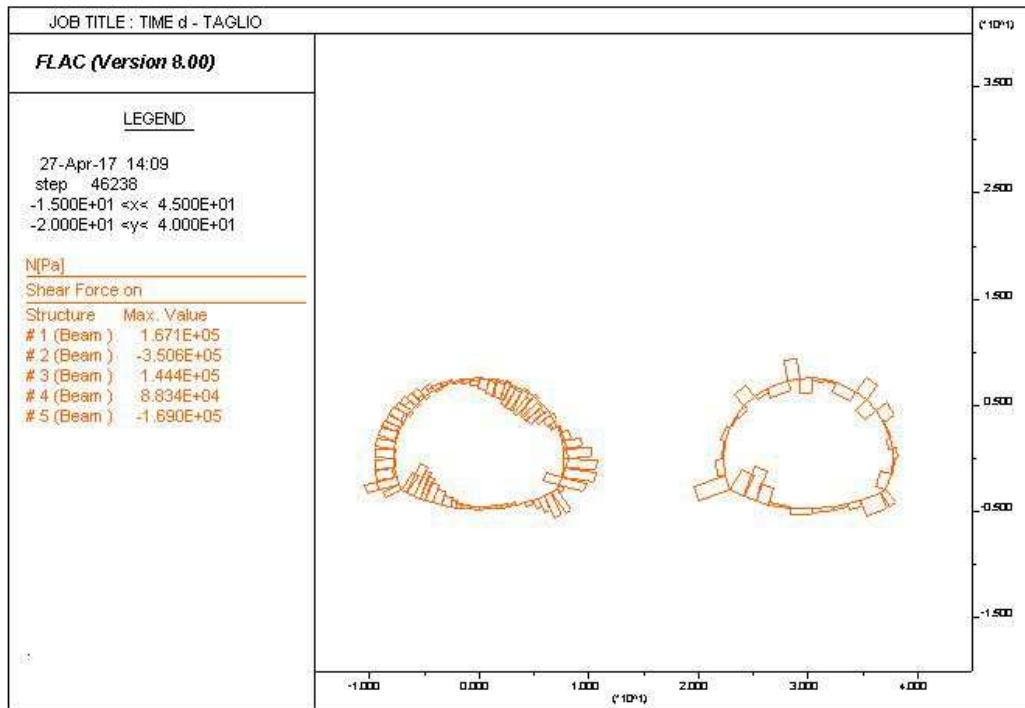 JOB TITLE : TIME d - TAGLIO
(*10^1)
FLAC (Version 8.00)
LEGEND
27-Apr-17 14:09
step 46238
-1.500E+01 <x< 4.500E+01
-2.000E+01 <y< 4.000E+01
N[Pa]
Shear Force on
Structure Max. Value
# 1 (Beam ) 1.671E+05
# 2 (Beam ) -3.506E+05
# 3 (Beam ) 1.444E+05
# 4 (Beam ) 8.834E+04
# 5 (Beam ) -1.690E+05
3.500
2.500
1.500
0.500
-0.500
-1.500
-1.000 0.000 1.000 2.000 3.000 4.000
(*10^1)